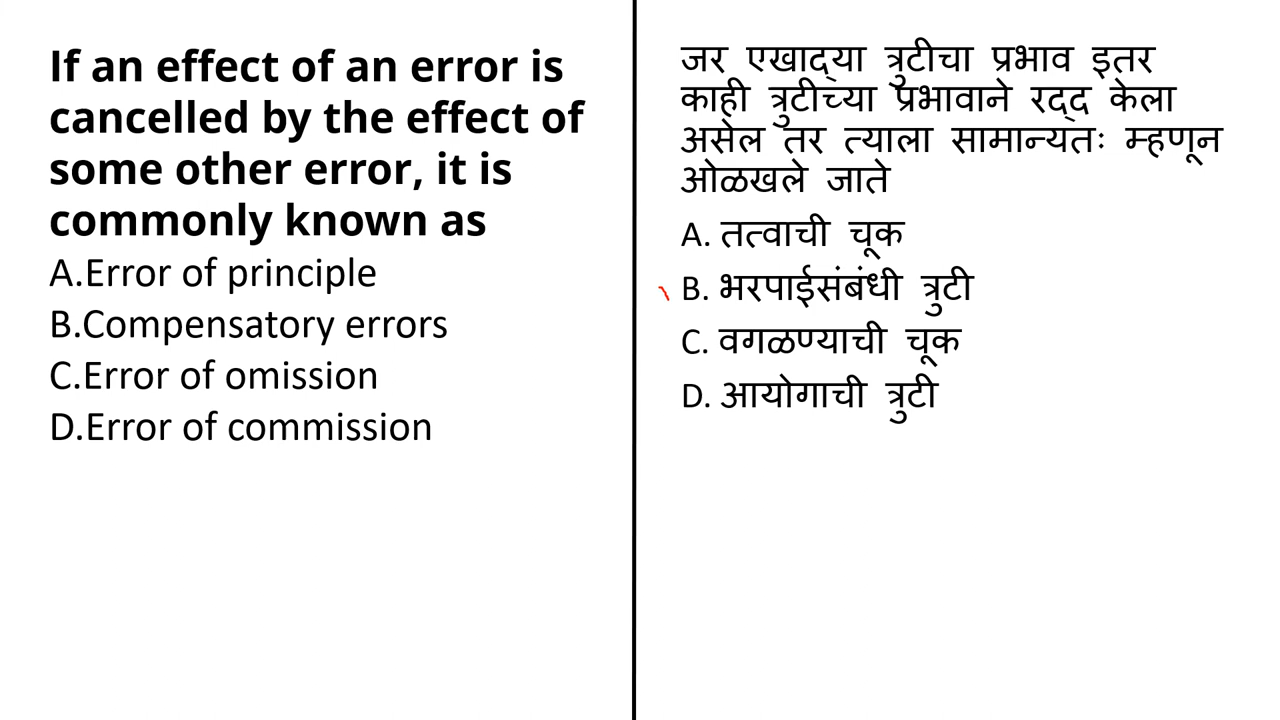 If an effect of an error is
cancelled by the effect of
some other error, it is
commonly known as
A.Error of principle
B.Compensatory errors
C.Error of omission
D.Error of commission
जर एखाद्या त्रुटीचा प्रभाव इतर
काही त्रुटीच्या प्रभावाने रद्द केला
असेल तर त्याला सामान्यतः म्हणून
ओळखले जाते
A. तत्वाची चूक
B. भरपाईसंबंधी त्रुटी
C. वगळण्याची चूक
D. आयोगाची त्रुटी